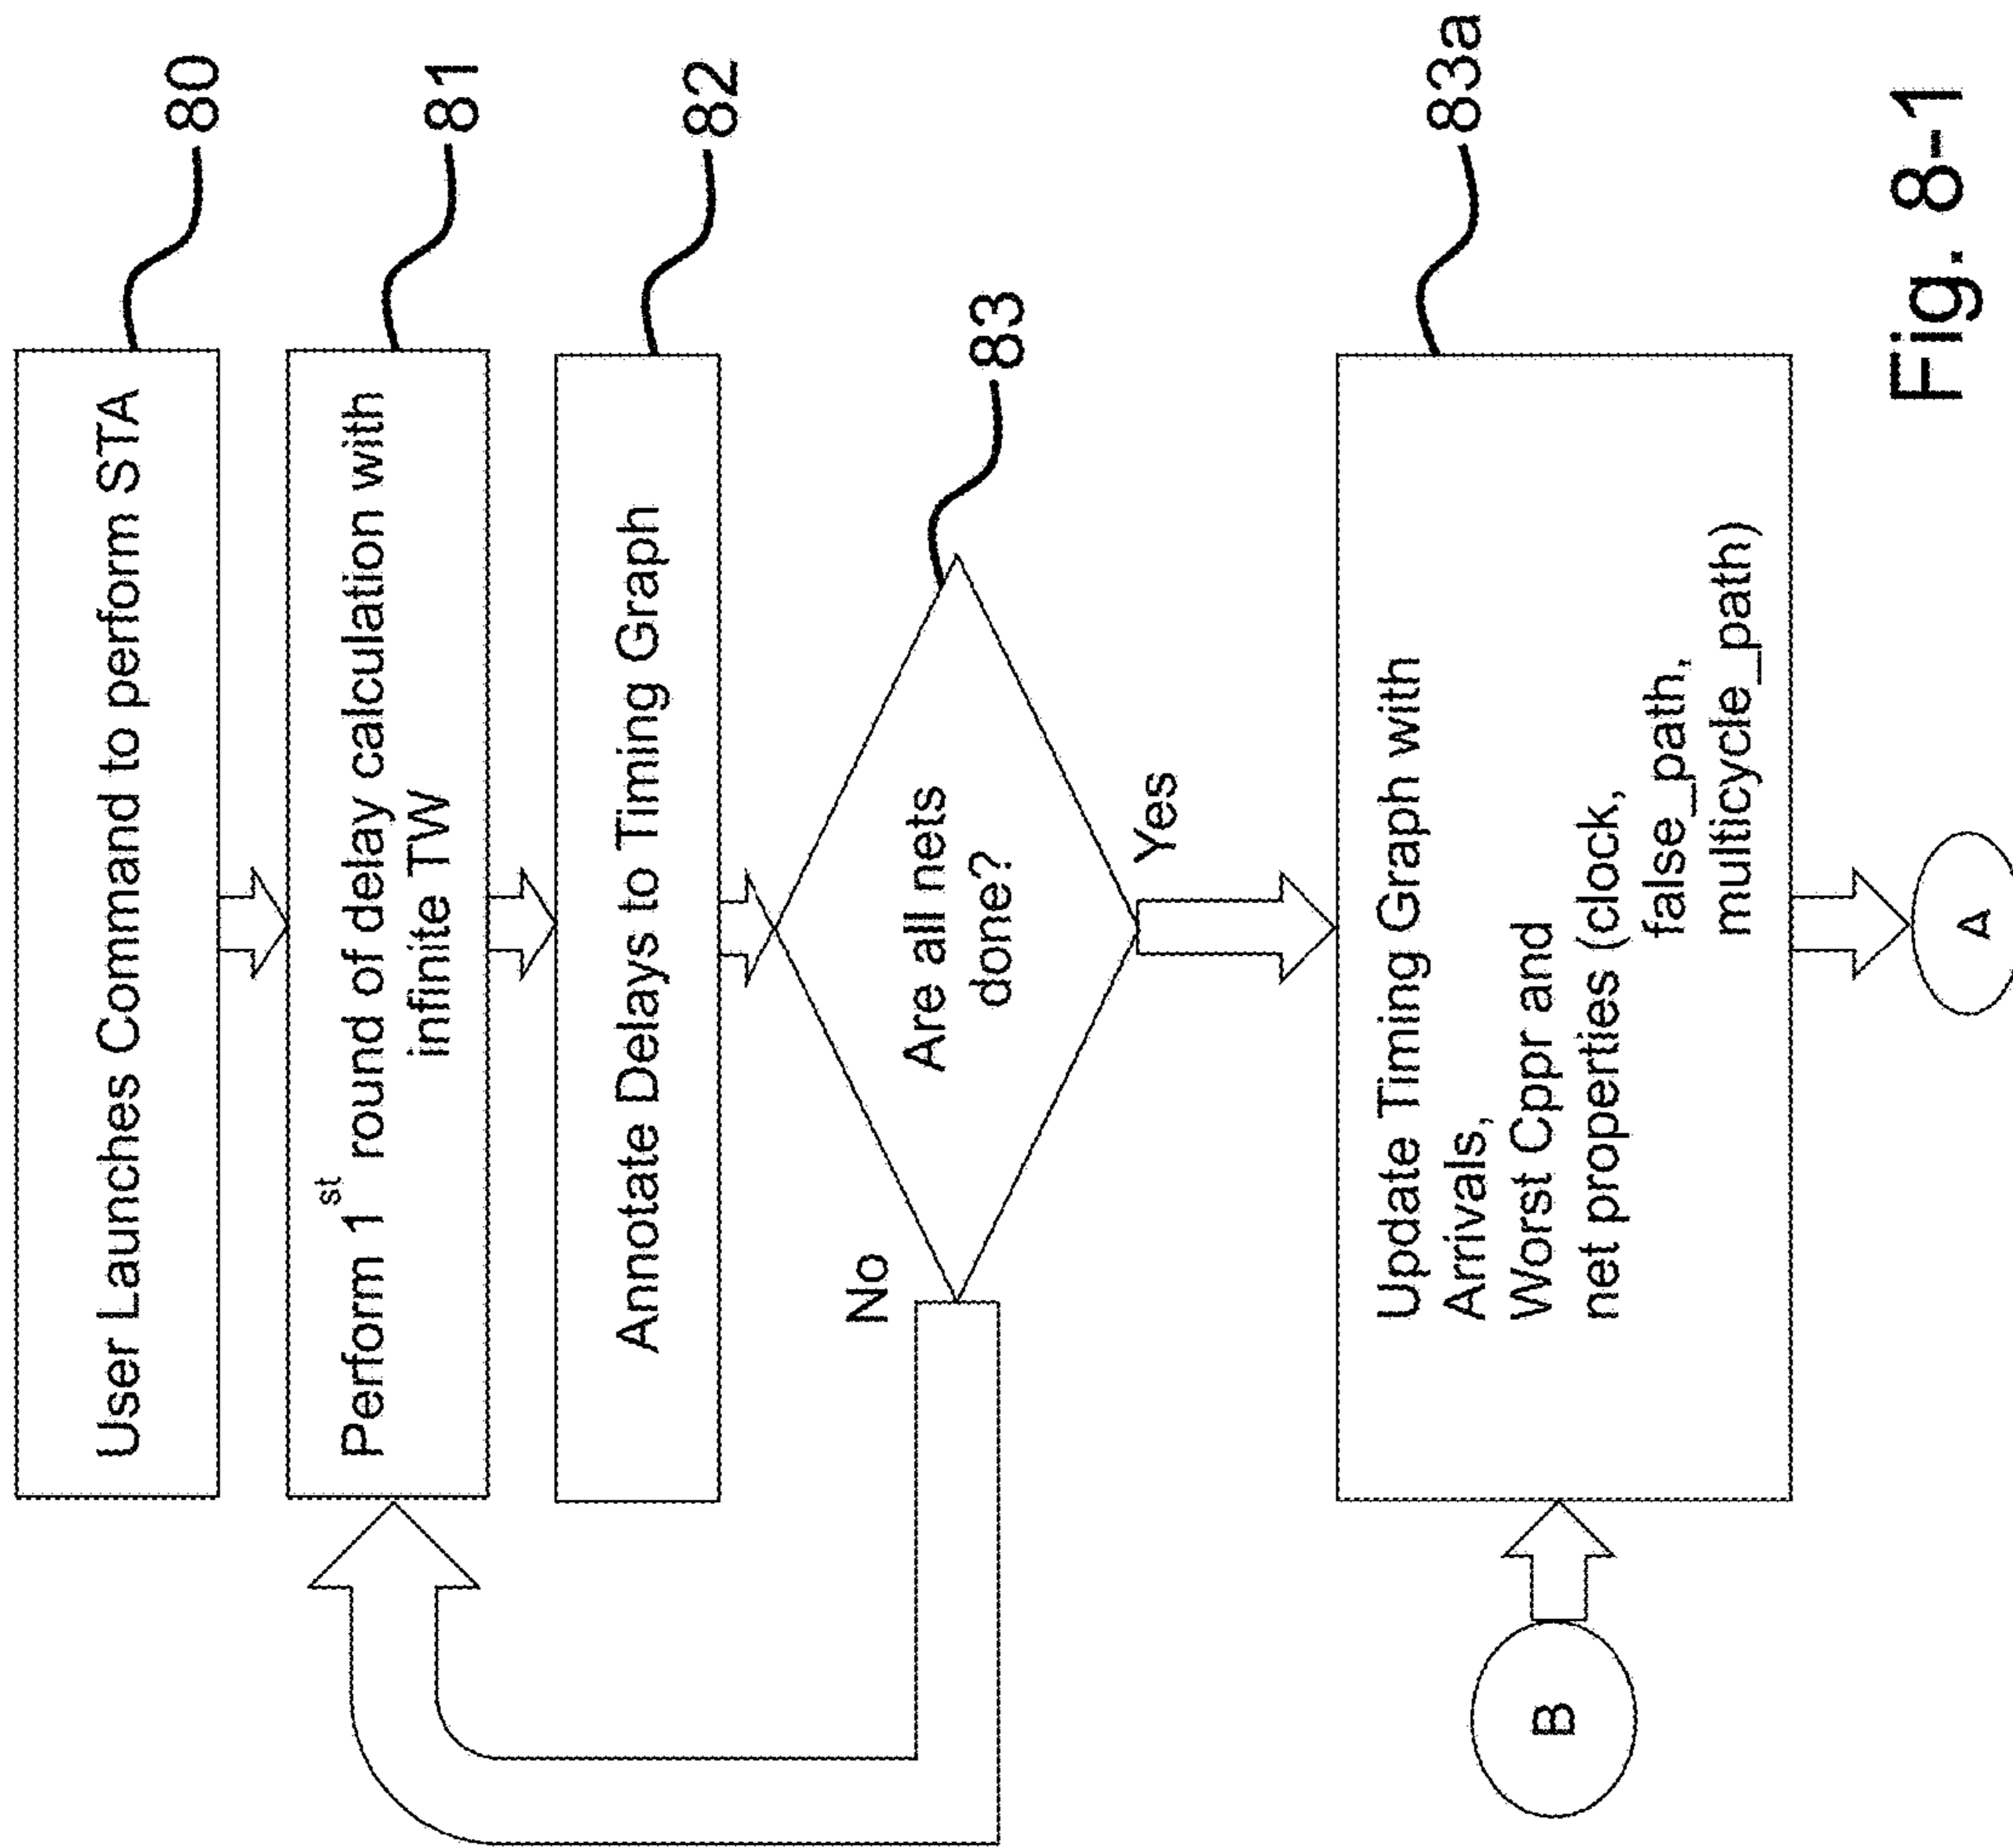 User Launches Command to perform STA
80
Perform 1st round of delay calculation with
infinite TW
81
Annotate Delays to Timing Graph
82
Are all nets
done?
83
No
Yes
Update Timing Graph with
Arrivals,
Worst Cppr and
net properties (clock,
false_path,
multicycle_path)
83a
B
A
Fig. 8-1